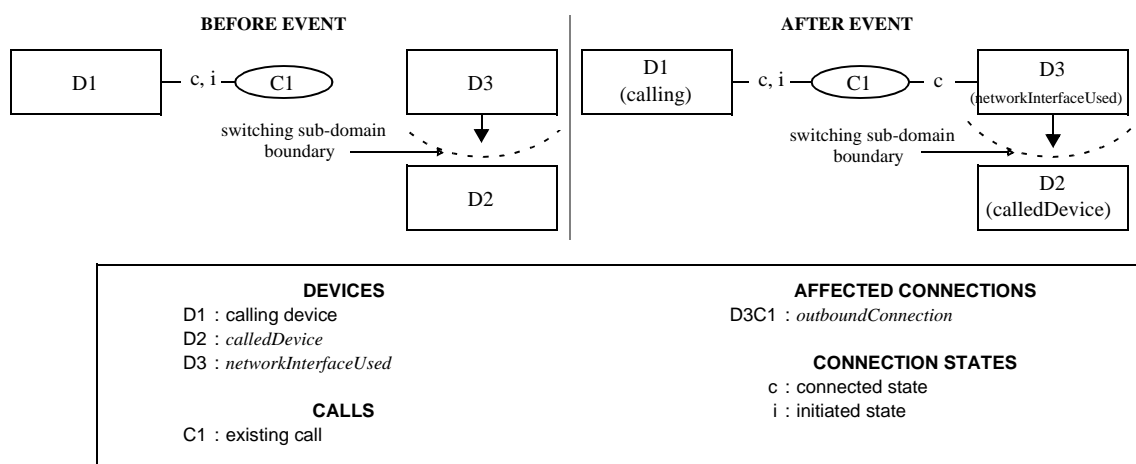 BEFORE EVENT
D1
c, i
C1
D3
switching sub-domain
boundary
D2
AFTER EVENT
D1
(calling)
c, i
C1
c
D3
(networkInterfaceUsed)
switching sub-domain
boundary
D2
(calledDevice)
DEVICES
D1 : calling device
D2 : calledDevice
D3 : networkInterfaceUsed
CALLS
C1 : existing call
AFFECTED CONNECTIONS
D3C1 : outboundConnection
CONNECTION STATES
c : connected state
i : initiated state